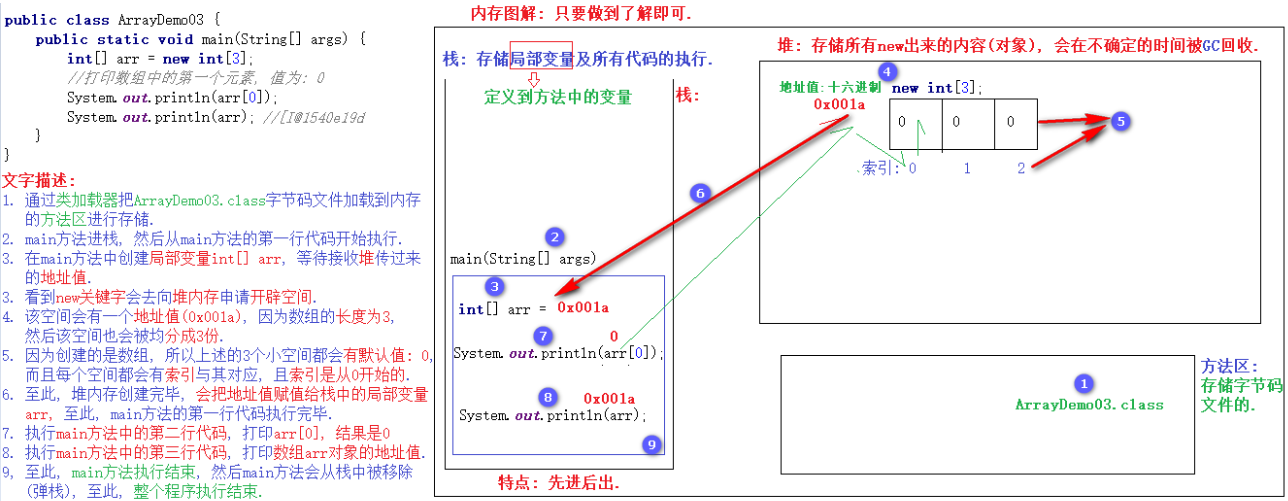 public class ArrayDemo03 {
public static void main(String[] args) {
int[] arr = new int[3];
//打印数组中的第一个元素, 值为: 0
System.out.println(arr[0]);
System.out.println(arr); //[I@1540e19d
}
}
文字描述:
1. 通过类加载器把ArrayDemo03.class字节码文件加载到内存
的方法区进行存储.
2. main方法进栈, 然后从main方法的第一行代码开始执行.
3. 在main方法中创建局部变量int[] arr, 等待接收堆传过来
的地址值.
3. 看到new关键字会去向堆内存申请开辟空间.
4. 该空间会有一个地址值(0x001a), 因为数组的长度为3,
然后该空间也会被均分成3份.
5. 因为创建的是数组, 所以上述的3个小空间都会有默认值: 0,
而且每个空间都会有索引与其对应, 且索引是从0开始的.
6. 至此, 堆内存创建完毕, 会把地址值赋值给栈中的局部变量
arr, 至此, main方法的第一行代码执行完毕.
7. 执行main方法中的第二行代码, 打印arr[0], 结果是0
8. 执行main方法中的第三行代码, 打印数组arr对象的地址值.
9, 至此, main方法执行结束, 然后main方法会从栈中被移除
(弹栈), 至此, 整个程序执行结束.
内存图解: 只要做到了解即可.
栈: 存储局部变量及所有代码的执行.
定义到方法中的变量
栈:
2
main(String[] args)
3
int[] arr = 0x001a
7
0
System.out.println(arr[0]);
8
0x001a
System.out.println(arr);
9
特点: 先进后出.
6
堆: 存储所有new出来的内容(对象), 会在不确定的时间被GC回收.
4
地址值:十六进制 new int[3];
0x001a
0 0 0
5
索引: 0 1 2
1
ArrayDemo03.class
方法区:
存储字节码
文件的.